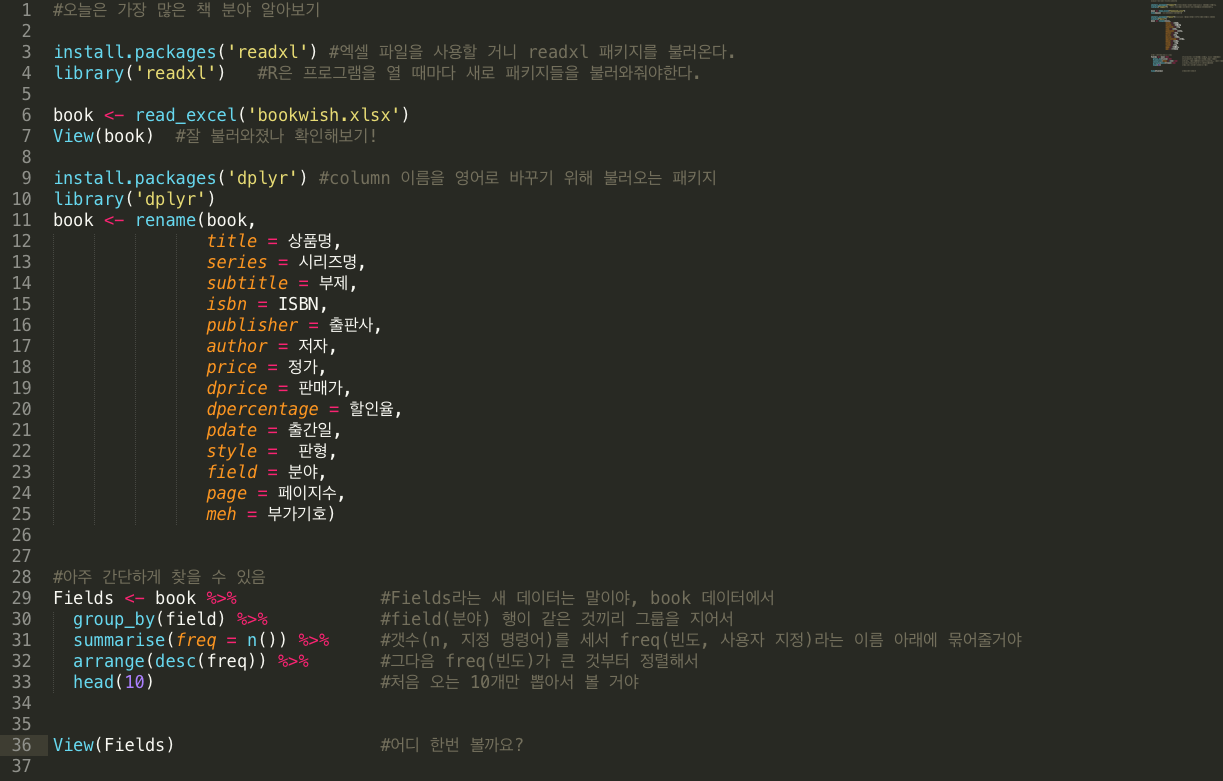 1 #오늘은 가장 많은 책 분야 알아보기
2
3 install.packages('readxl') #엑셀 파일을 사용할 거니 readxl 패키지를 불러온다.
4 library('readxl')   #R은 프로그램을 열 때마다 새로 패키지들을 불러와줘야한다.
5
6 book <- read_excel('bookwish.xlsx')
7 View(book)  #잘 불러와졌나 확인해보기!
8
9 install.packages('dplyr') #column 이름을 영어로 바꾸기 위해 불러오는 패키지
10 library('dplyr')
11 book <- rename(book,
12                title = 상품명,
13                series = 시리즈명,
14                subtitle = 부제,
15                isbn = ISBN,
16                publisher = 출판사,
17                author = 저자,
18                price = 정가,
19                dprice = 판매가,
20                dpercentage = 할인율,
21                pdate = 출간일,
22                style =  판형,
23                field = 분야,
24                page = 페이지수,
25                meh = 부가기호)
26
27
28 #아주 간단하게 찾을 수 있음
29 Fields <- book %>%              #Fields라는 새 데이터는 말이야, book 데이터에서
30   group_by(field) %>%           #field(분야) 행이 같은 것끼리 그룹을 지어서
31   summarise(freq = n()) %>%     #갯수(n, 지정 명령어)를 세서 freq(빈도, 사용자 지정)라는 이름 아래에 묶어줄거야
32   arrange(desc(freq)) %>%       #그다음 freq(빈도)가 큰 것부터 정렬해서
33   head(10)                      #처음 오는 10개만 뽑아서 볼 거야
34
35
36 View(Fields)                    #어디 한번 볼까요?
37